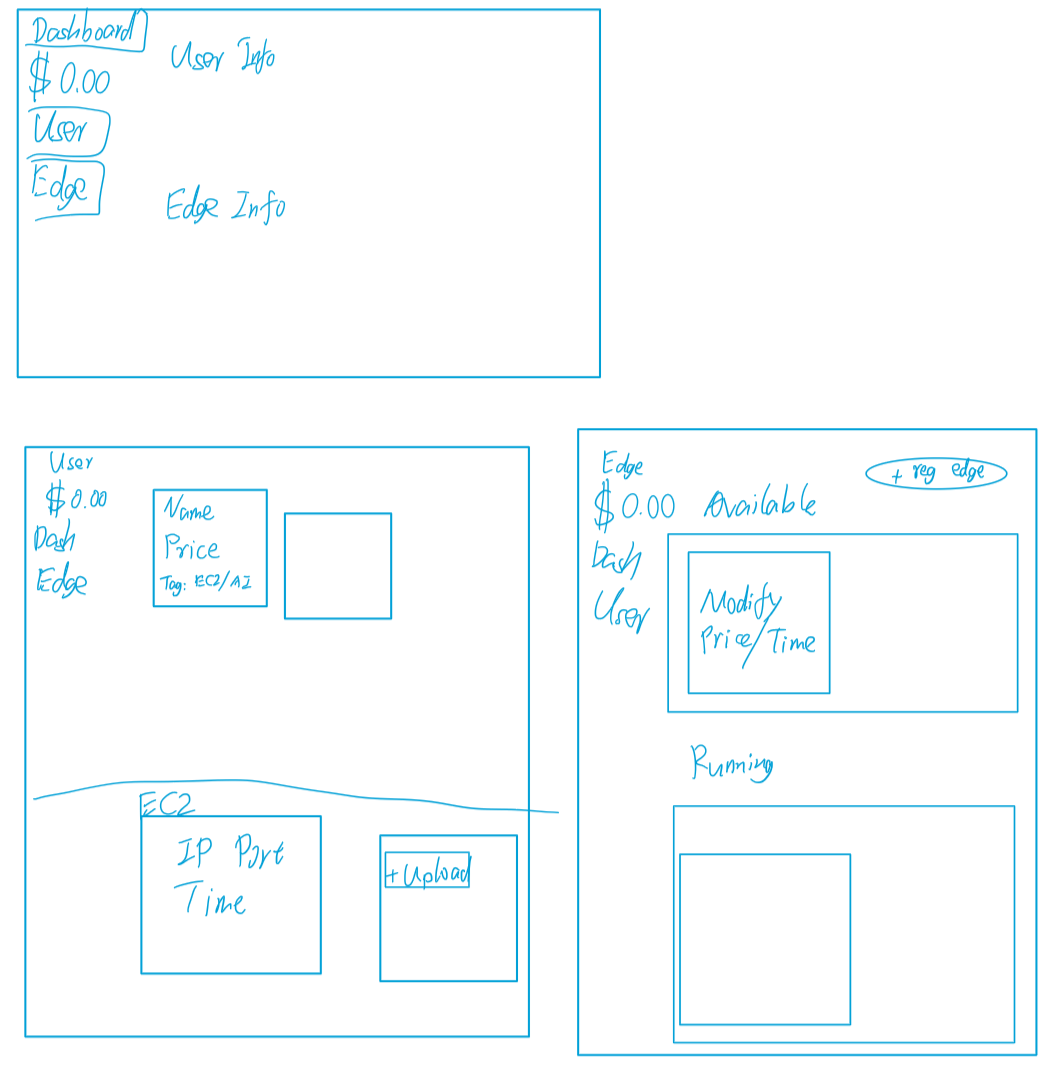 Dashboard
$ 0.00
User Info
User
Edge
Edge Info
User
$ 0.00
Dash
Edge
Name
Price
Tag: EC2/AI
EC2
IP Port
Time
+ Upload
Edge
+ reg edge
$ 0.00
Available
Dash
User
Modify
Price/Time
Running